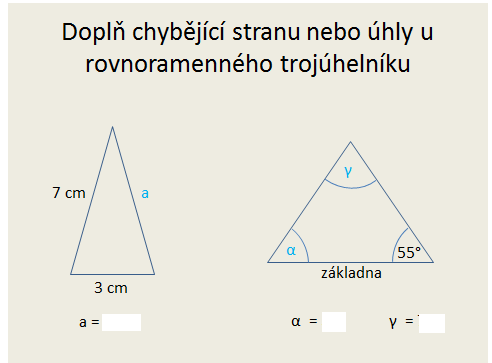 Doplň chybějící stranu nebo úhly u
rovnoramenného trojúhelníku
7 cm
a
3 cm
a =
γ
α
55°
základna
α =
γ =